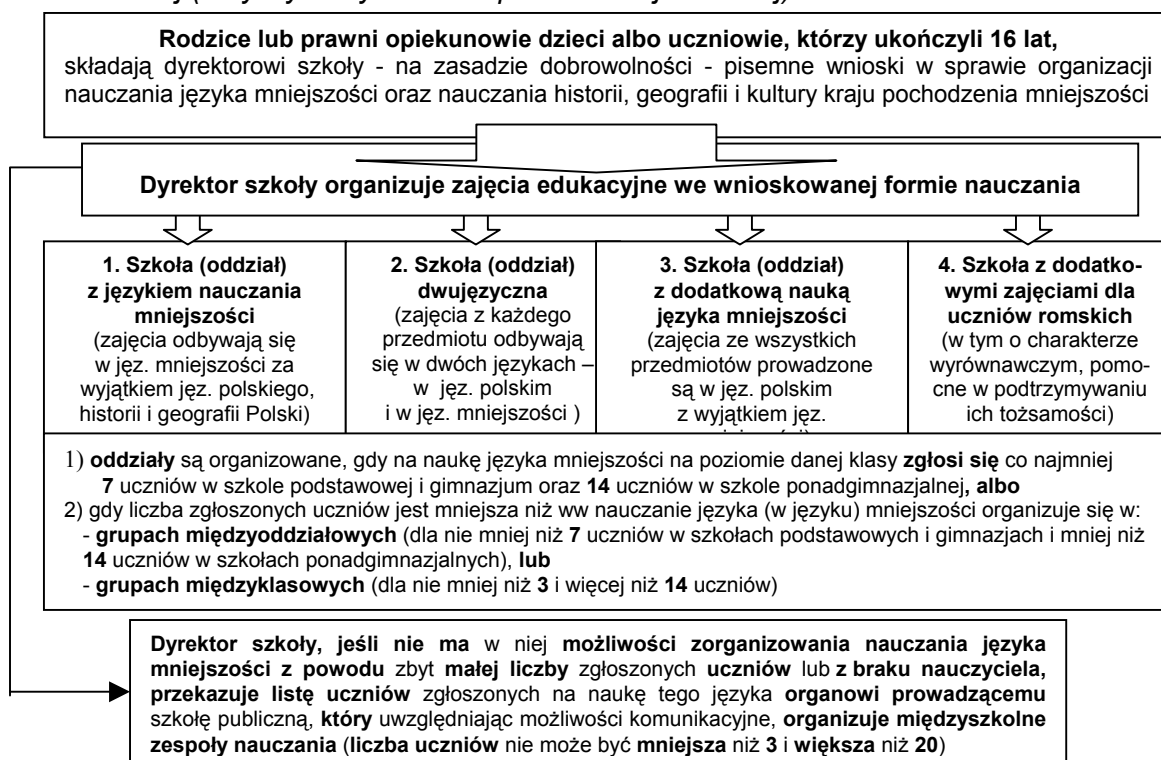 Rodzice lub prawni opiekunowie dzieci albo uczniowie, którzy ukończyli 16 lat,
składają dyrektorowi szkoły - na zasadzie dobrowolności - pisemne wnioski w sprawie organizacji
nauczania języka mniejszości oraz nauczania historii, geografii i kultury kraju pochodzenia mniejszości
Dyrektor szkoły organizuje zajęcia edukacyjne we wnioskowanej formie nauczania
1. Szkoła (oddział)
z językiem nauczania
mniejszości
(zajęcia odbywają się
w jęz. mniejszości za
wyjątkiem jęz. polskiego,
historii i geografii Polski)
2. Szkoła (oddział)
dwujęzyczna
(zajęcia z każdego
przedmiotu odbywają
się w dwóch językach –
w jęz. polskim
i w jęz. mniejszości )
3. Szkoła (oddział)
z dodatkową nauką
języka mniejszości
(zajęcia ze wszystkich
przedmiotów prowadzone
są w jęz. polskim
z wyjątkiem jęz.
4. Szkoła z dodatko-
wymi zajęciami dla
uczniów romskich
(w tym o charakterze
wyrównawczym, pomo-
cne w podtrzymywaniu
ich tożsamości)
1) oddziały są organizowane, gdy na naukę języka mniejszości na poziomie danej klasy zgłosi się co najmniej
7 uczniów w szkole podstawowej i gimnazjum oraz 14 uczniów w szkole ponadgimnazjalnej, albo
2) gdy liczba zgłoszonych uczniów jest mniejsza niż ww nauczanie języka (w języku) mniejszości organizuje się w:
- grupach międzyoddziałowych (dla nie mniej niż 7 uczniów w szkołach podstawowych i gimnazjach i mniej niż
14 uczniów w szkołach ponadgimnazjalnych), lub
- grupach międzyklasowych (dla nie mniej niż 3 i więcej niż 14 uczniów)
Dyrektor szkoły, jeśli nie ma w niej możliwości zorganizowania nauczania języka
mniejszości z powodu zbyt małej liczby zgłoszonych uczniów lub z braku nauczyciela,
przekazuje listę uczniów zgłoszonych na naukę tego języka organowi prowadzącemu
szkołę publiczną, który uwzględniając możliwości komunikacyjne, organizuje międzyszkolne
zespoły nauczania (liczba uczniów nie może być mniejsza niż 3 i większa niż 20)